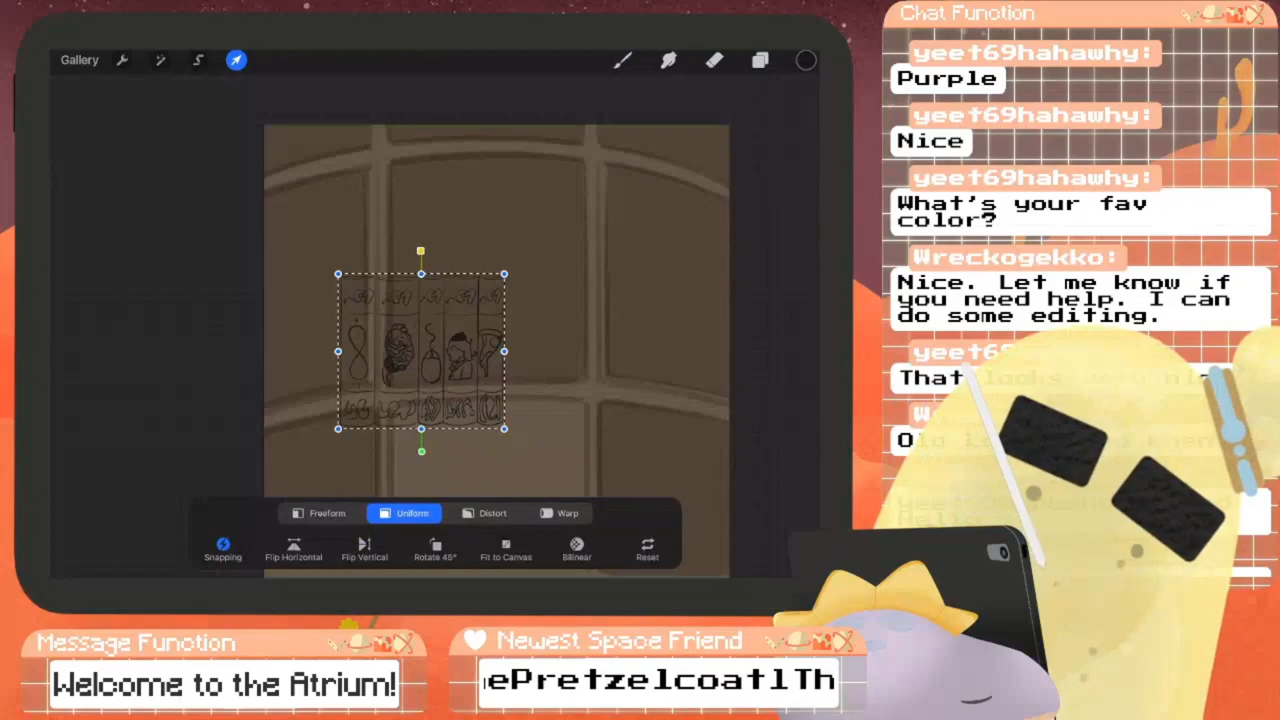 Gallery
Freeform
Uniform
Distort
Warp
Snapping
Flip Horizontal
Flip Vertical
Rotate 45°
Fit to Canvas
Bilinear
Reset
Chat Function
yeet69hahawhy:
Purple
yeet69hahawhy:
Nice
yeet69hahawhy:
What's your fav
color?
Wreckogekko:
Nice. Let me know if
you need help. I can
do some editing.
yeet6
That looks
Message Function
Welcome to the Atrium!
Newest Space Friend
ePretzelcoatlTh